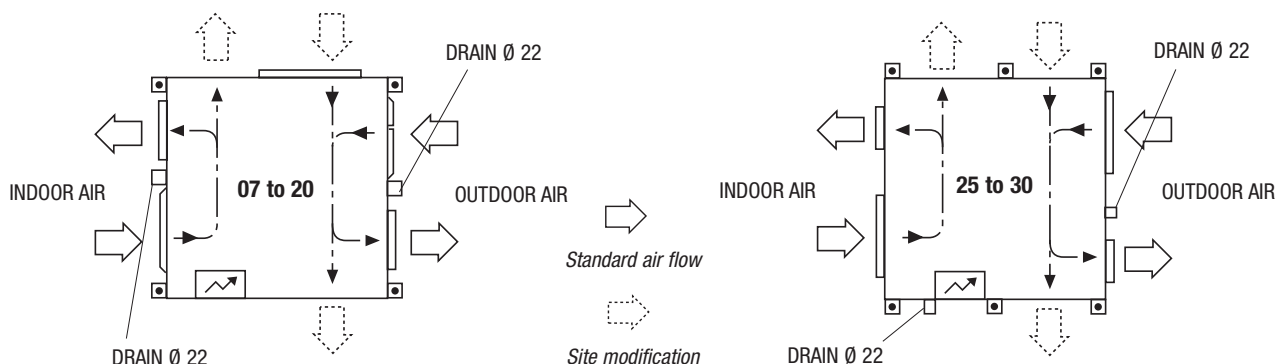 DRAIN Ø 22
INDOOR AIR
07 to 20
OUTDOOR AIR
DRAIN Ø 22
Standard air flow
Site modification
DRAIN Ø 22
INDOOR AIR
25 to 30
OUTDOOR AIR
DRAIN Ø 22